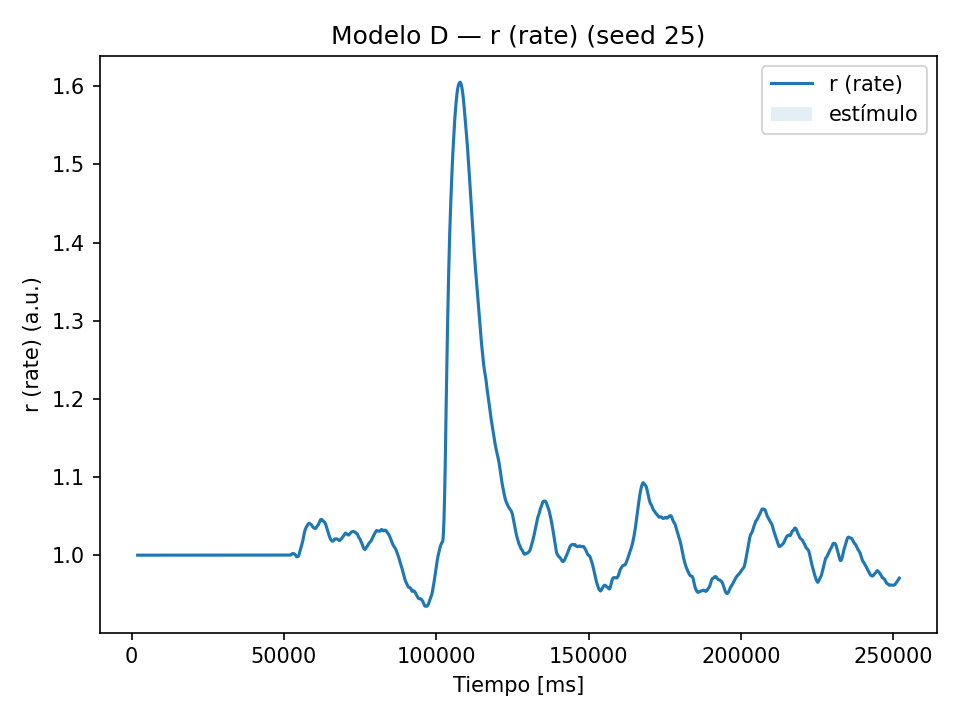 Modelo D — r (rate) (seed 25)
r (rate)
estímulo
r (rate) (a.u.)
1.6
1.5
1.4
1.3
1.2
1.1
1.0
0
50000
100000
150000
200000
250000
Tiempo [ms]